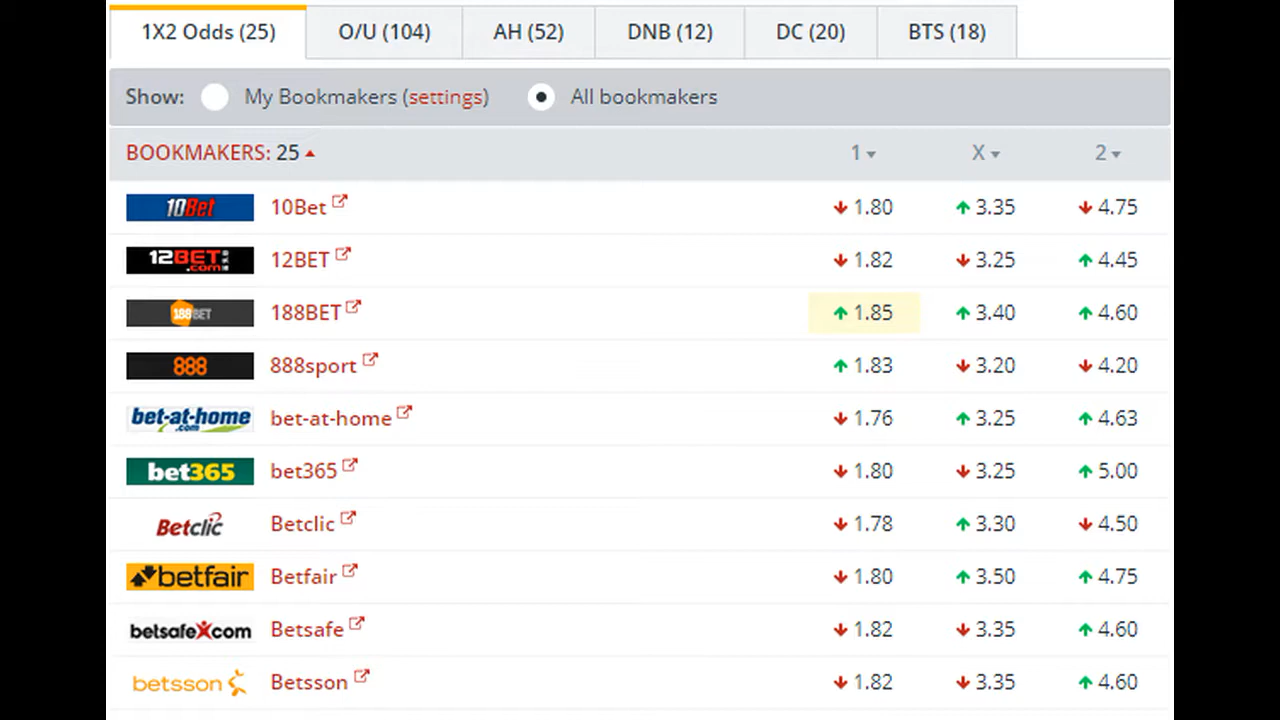 1X2 Odds (25) O/U (104) AH (52) DNB (12) DC (20) BTS (18)
Show: My Bookmakers (settings) All bookmakers
BOOKMAKERS: 25 1 X 2
10Bet 10Bet 1.80 3.35 4.75
12BET.com 12BET 1.82 3.25 4.45
188BET 188BET 1.85 3.40 4.60
888 888sport 1.83 3.20 4.20
bet-at-home.com bet-at-home 1.76 3.25 4.63
bet365 bet365 1.80 3.25 5.00
Betclic Betclic 1.78 3.30 4.50
betfair Betfair 1.80 3.50 4.75
betsafe.com Betsafe 1.82 3.35 4.60
betsson Betsson 1.82 3.35 4.60